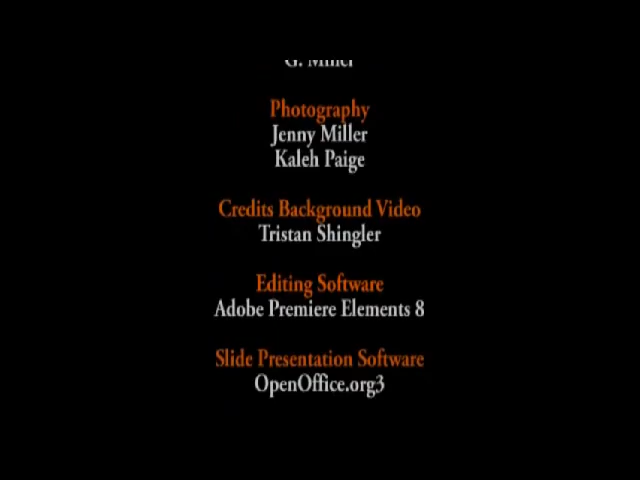 G. Miller
Photography
Jenny Miller
Kaleh Paige
Credits Background Video
Tristan Shingler
Editing Software
Adobe Premiere Elements 8
Slide Presentation Software
OpenOffice.org3